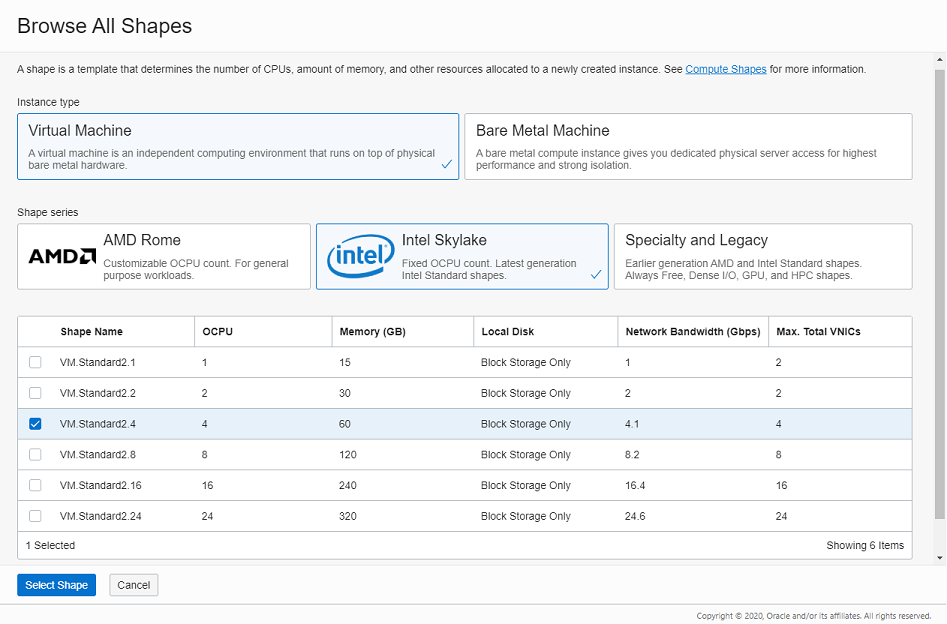 Browse All Shapes
A shape is a template that determines the number of CPUs, amount of memory, and other resources allocated to a newly created instance. See Compute Shapes for more information.
Instance type
Virtual Machine
A virtual machine is an independent computing environment that runs on top of physical
bare metal hardware.
Bare Metal Machine
A bare metal compute instance gives you dedicated physical server access for highest
performance and strong isolation.
Shape series
AMD
AMD Rome
Customizable OCPU count. For general
purpose workloads.
intel
Intel Skylake
Fixed OCPU count. Latest generation
Intel Standard shapes.
Specialty and Legacy
Earlier generation AMD and Intel Standard shapes.
Always Free, Dense I/O, GPU, and HPC shapes.
Shape Name OCPU Memory (GB) Local Disk Network Bandwidth (Gbps) Max. Total VNICs
VM.Standard2.1 1 15 Block Storage Only 1 2
VM.Standard2.2 2 30 Block Storage Only 2 2
VM.Standard2.4 4 60 Block Storage Only 4.1 4
VM.Standard2.8 8 120 Block Storage Only 8.2 8
VM.Standard2.16 16 240 Block Storage Only 16.4 16
VM.Standard2.24 24 320 Block Storage Only 24.6 24
1 Selected Showing 6 Items
Select Shape Cancel
Copyright © 2020, Oracle and/or its affiliates. All rights reserved.